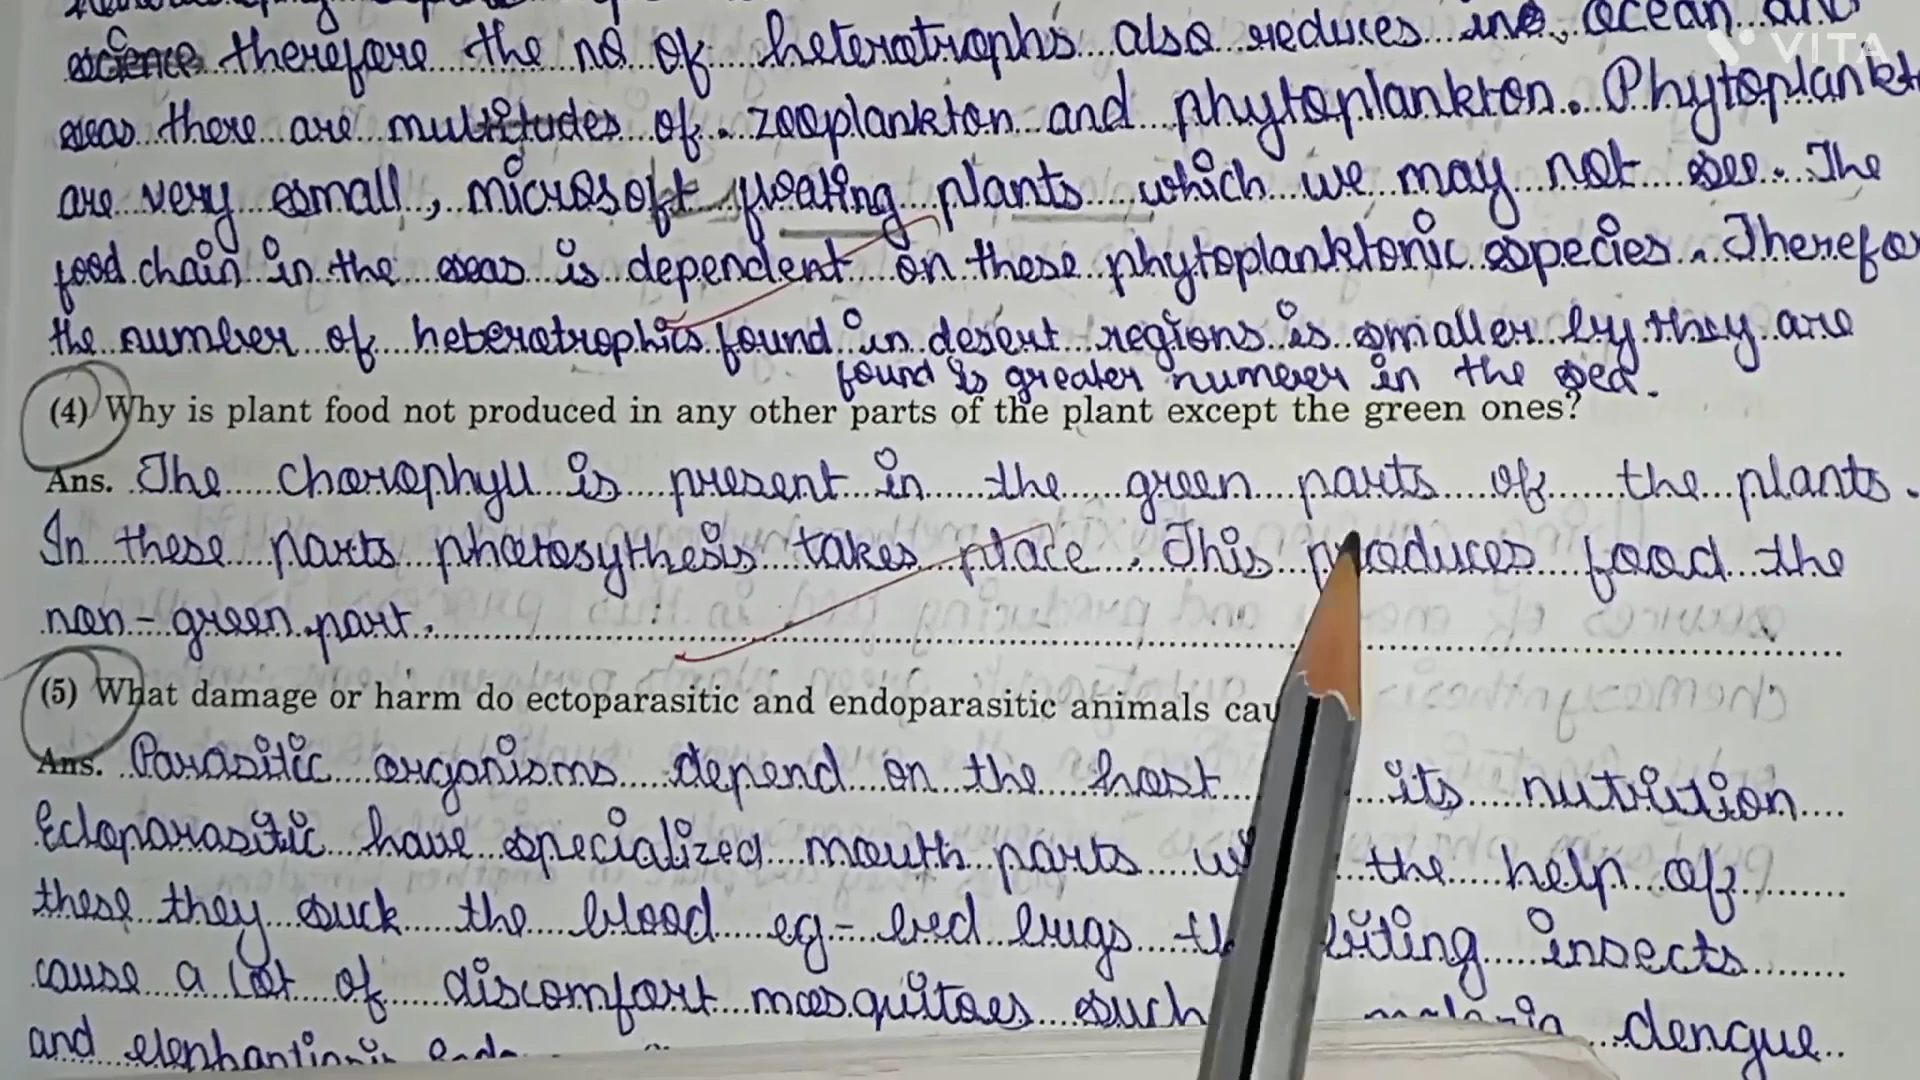 therefore the no of heterotrophs also reduces in ocean and
VITA
seas there are multitudes of zooplankton and phytoplankton. Phytoplankt
are very small, microsoft floating plants which we may not see. The
food chain in the seas is dependent on these phytoplanktonic species. Therefor
the number of heterotrophics found in desert regions is smaller by they are
found is greater number in the sea.
(4) Why is plant food not produced in any other parts of the plant except the green ones?
Ans. The chorophyll is present in the green parts of the plants.
In these parts photosythesis takes place. This produces food the
non-green part.
(5) What damage or harm do ectoparasitic and endoparasitic animals cau
Ans. Parasitic organisms depend on the host its nutrition
Ectoparasitic have specialized mouth parts the help of
these they suck the blood eg- bed bugs biting insects
cause a lot of discomfort mosquitoes such malaria dengue
and